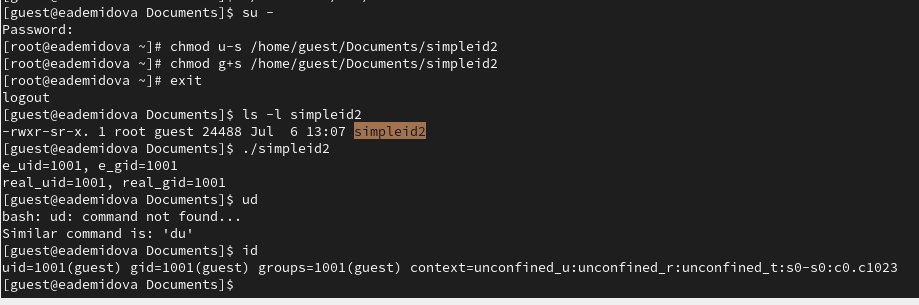 [guest@eademidova Documents]$ su -
Password:
[root@eademidova ~]# chmod u-s /home/guest/Documents/simpleid2
[root@eademidova ~]# chmod g+s /home/guest/Documents/simpleid2
[root@eademidova ~]# exit
logout
[guest@eademidova Documents]$ ls -l simpleid2
-rwxr-sr-x. 1 root guest 24488 Jul  6 13:07 simpleid2
[guest@eademidova Documents]$ ./simpleid2
e_uid=1001, e_gid=1001
real_uid=1001, real_gid=1001
[guest@eademidova Documents]$ ud
bash: ud: command not found...
Similar command is: 'du'
[guest@eademidova Documents]$ id
uid=1001(guest) gid=1001(guest) groups=1001(guest) context=unconfined_u:unconfined_r:unconfined_t:s0-s0:c0.c1023
[guest@eademidova Documents]$